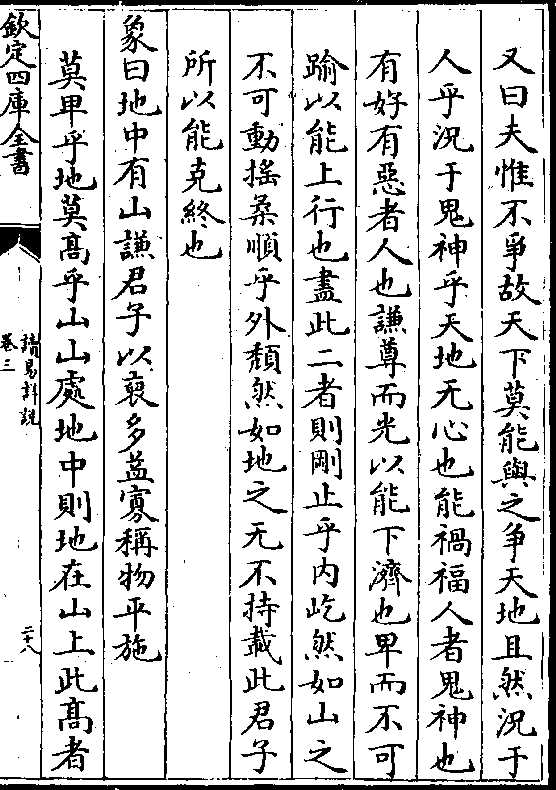 又曰夫惟不爭故天下莫能與之争天地且然況于
人乎況于鬼神乎天地无心也能禍福人者鬼神也
有好有惡者人也謙尊而光以能下濟也卑而不可
踰以能上行也盡此二者則剛止乎内屹然如山之
不可動搖柔順乎外頽然如地之无不持載此君子
所以能克終也
象曰地中有山謙君子以裒多益寡稱物平施
莫卑乎地莫髙乎山山處地中則地在山上此髙者
欽定四庫全書
讀易詳說
卷三
二十八